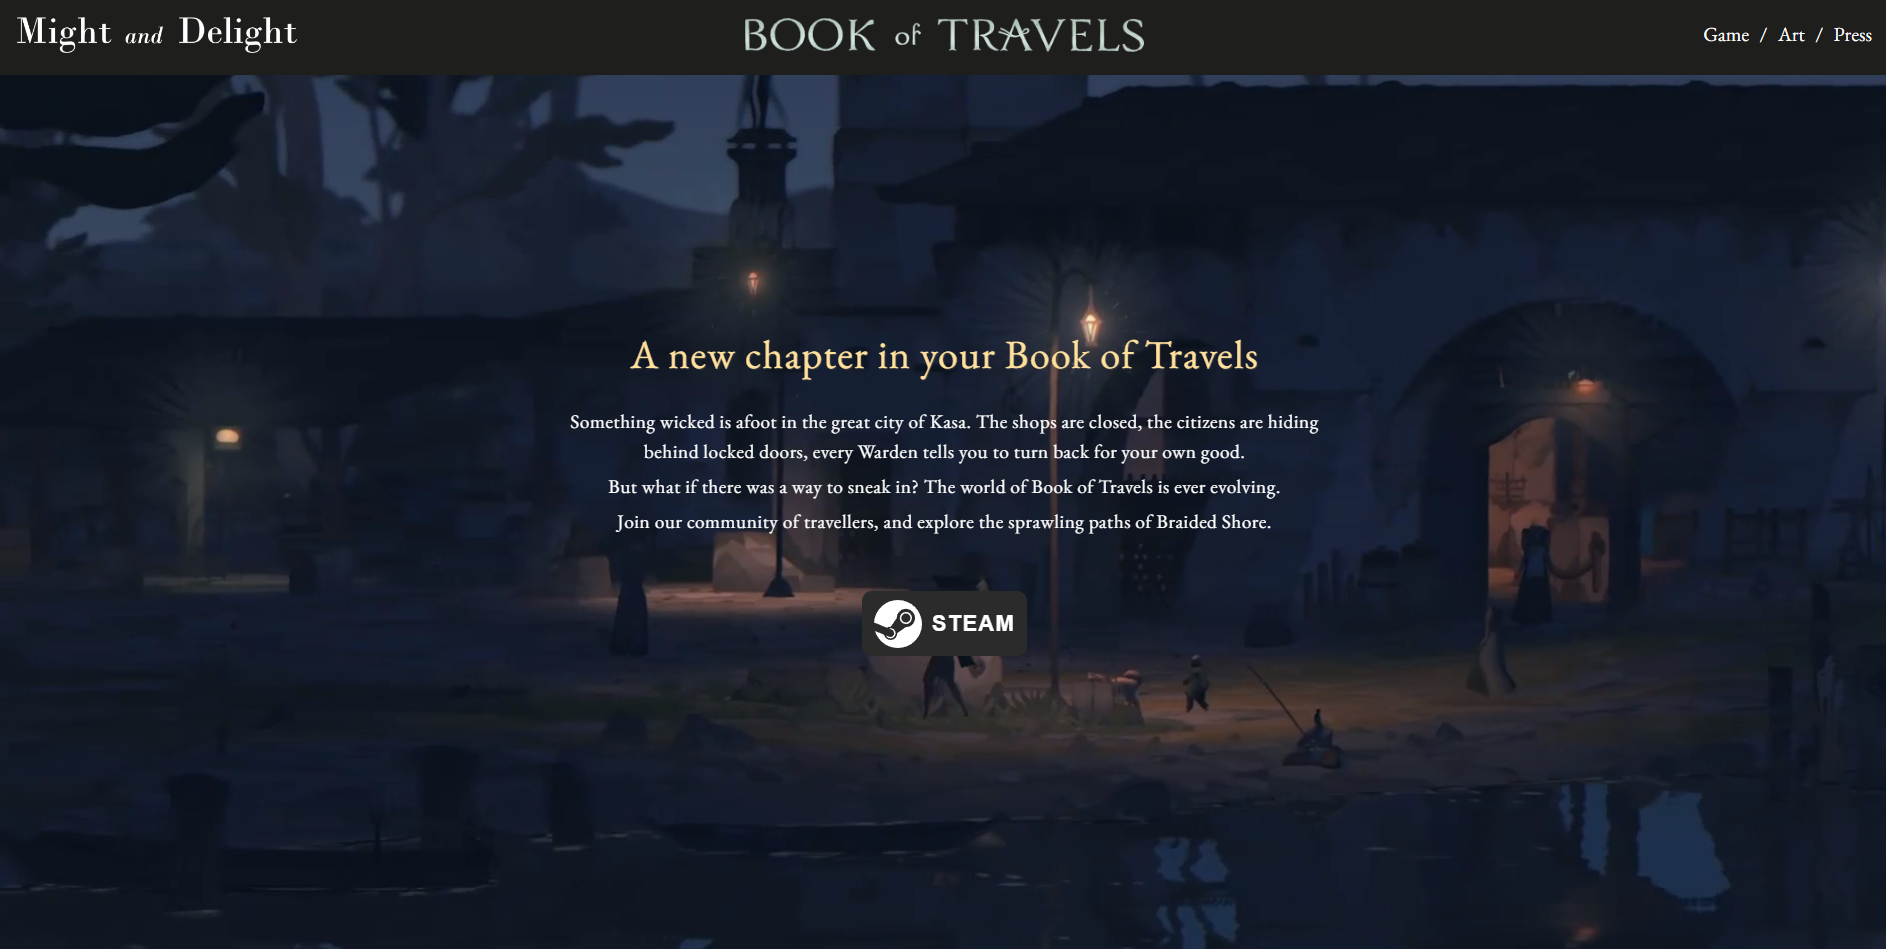 Might and Delight
BOOK of TRAVELS
Game / Art / Press
A new chapter in your Book of Travels
Something wicked is afoot in the great city of Kasa. The shops are closed, the citizens are hiding
behind locked doors, every Warden tells you to turn back for your own good.
But what if there was a way to sneak in? The world of Book of Travels is ever evolving.
Join our community of travellers, and explore the sprawling paths of Braided Shore.
STEAM